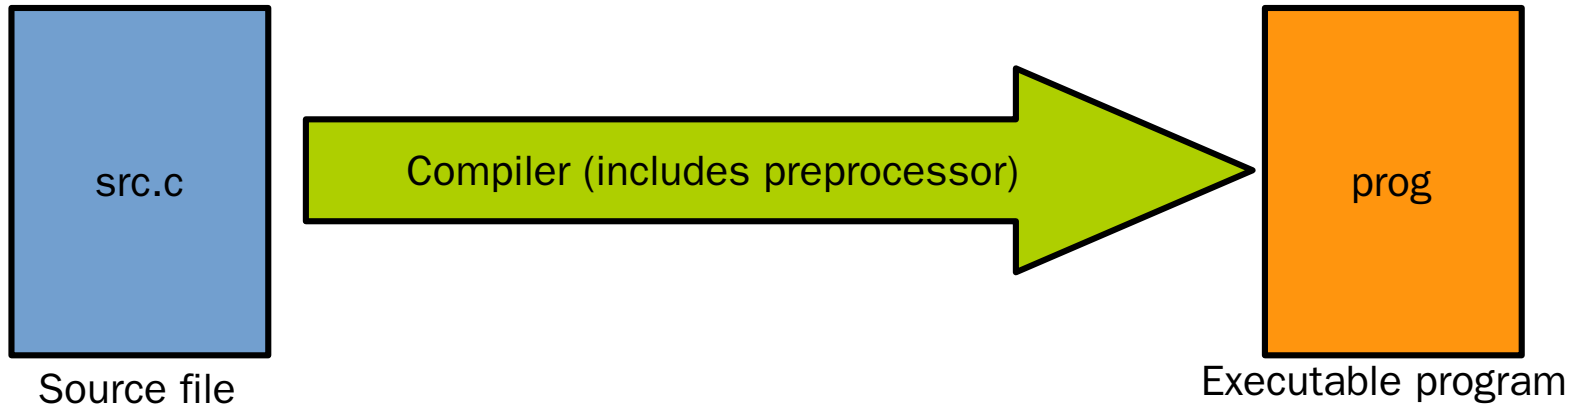 src.c
Compiler (includes preprocessor)
prog
Source file
Executable program